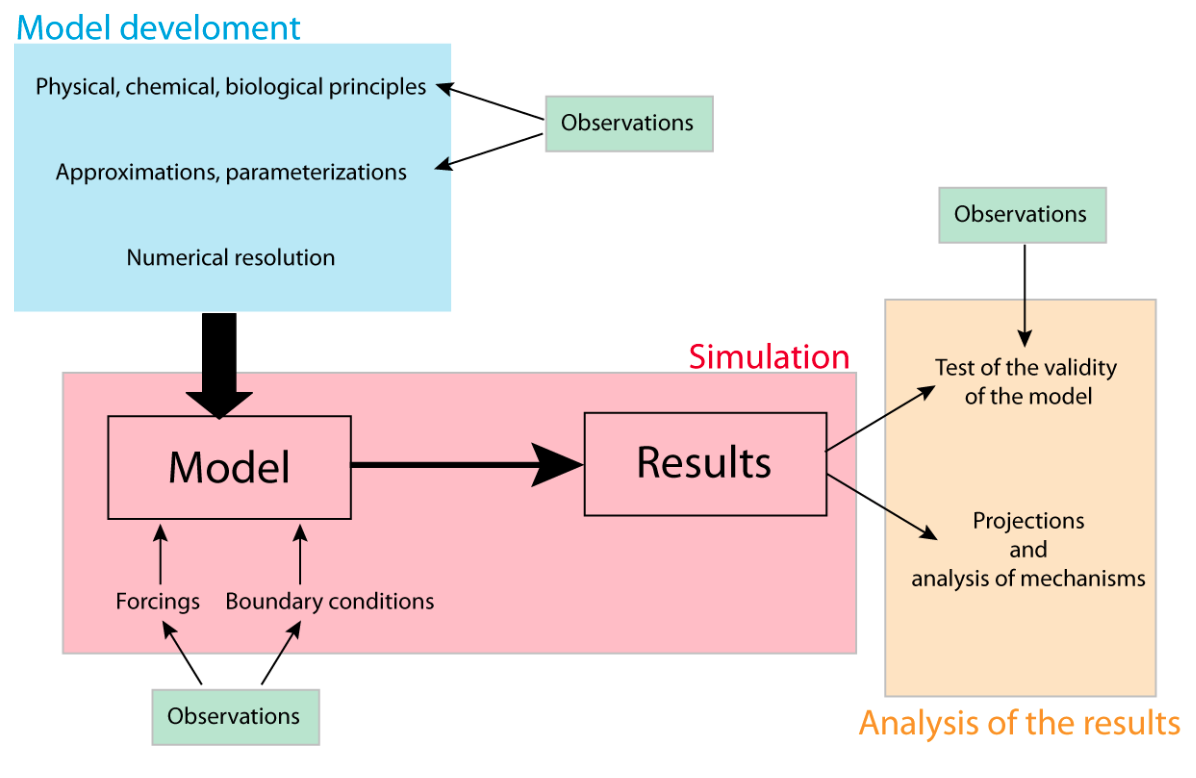 Model develoment
Physical, chemical, biological principles
Observations
Approximations, parameterizations
Numerical resolution
Observations
Simulation
Test of the validity
of the model
Model
Results
Projections
and
analysis of mechanisms
Forcings
Boundary conditions
Observations
Analysis of the results